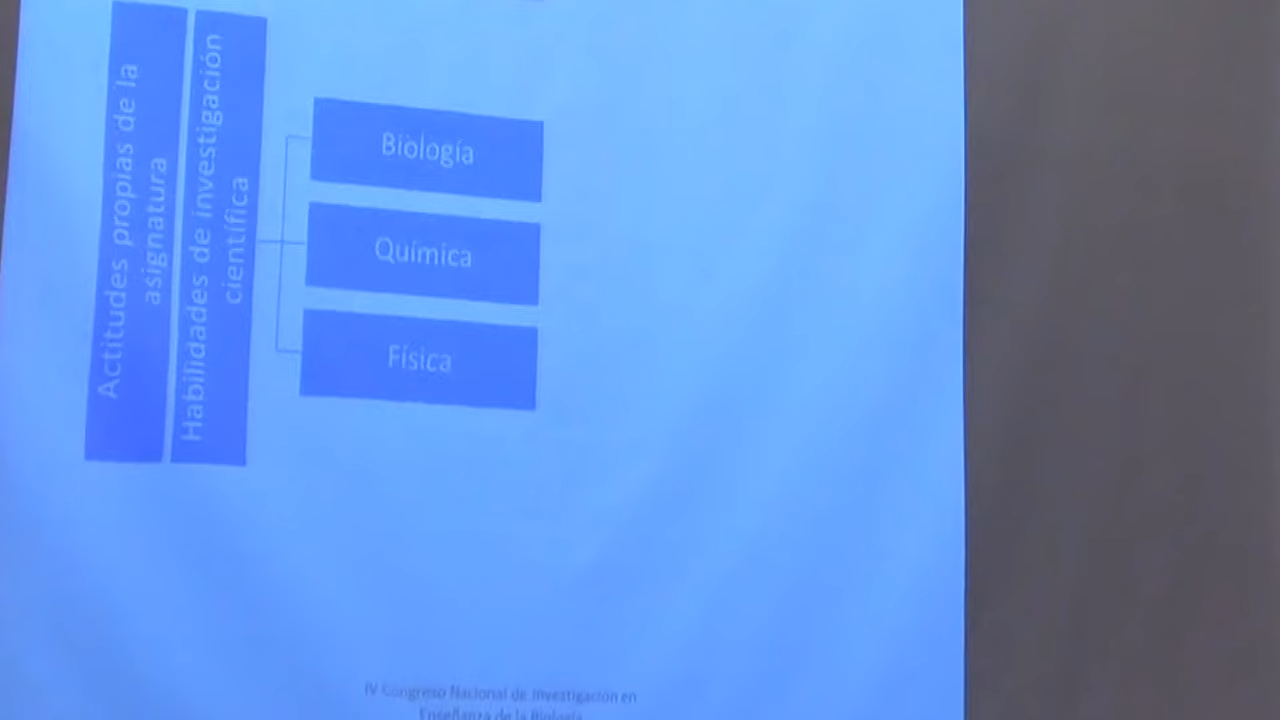 Actitudes propias de la
asignatura
Habilidades de investigación
científica
Biología
Química
Física
IV Congreso Nacional de Investigación en
Enseñanza de la Biología